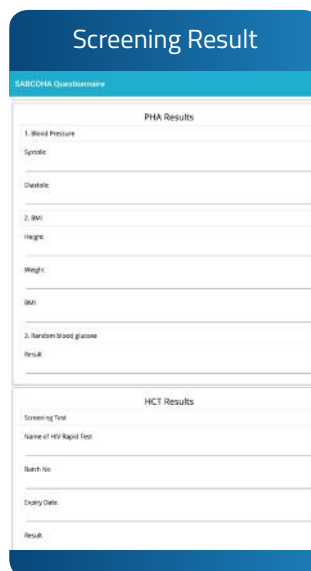 Screening Result
SABCOHA Questionnaire
PHA Results
1. Blood Pressure
Systolic
Diastolic
2. BMI
Height
Weight
BMI
3. Random blood glucose
Result
HCT Results
Screening Test
Name of HIV Rapid Test
Batch No
Expiry Date
Result